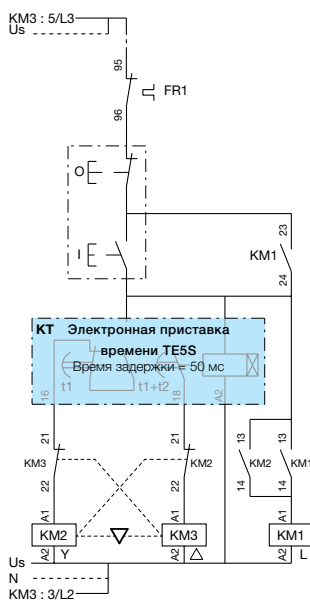 KM3 : 5/L3
Us
95
FR1
96
O
23
I
KM1
24
KT Электронная приставка
времени TE5S
Время задержки = 50 мс
t1
t1+t2
16
18
A2
21
21
13
13
KM3
KM2
KM2
KM1
22
22
14
14
A1
A1
A1
KM2
KM3
KM1
A2
Y
A2
A2
L
Us
N
KM3 : 3/L2